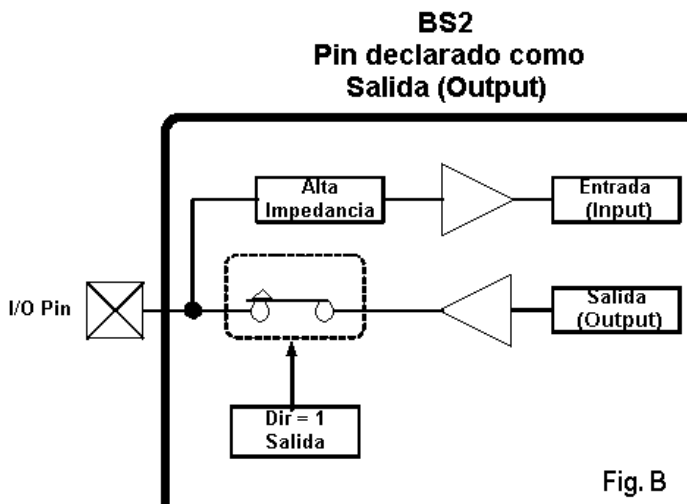 BS2
Pin declarado como
Salida (Output)
Alta
Impedancia
Entrada
(Input)
I/O Pin
Salida
(Output)
Dir = 1
Salida
Fig. B